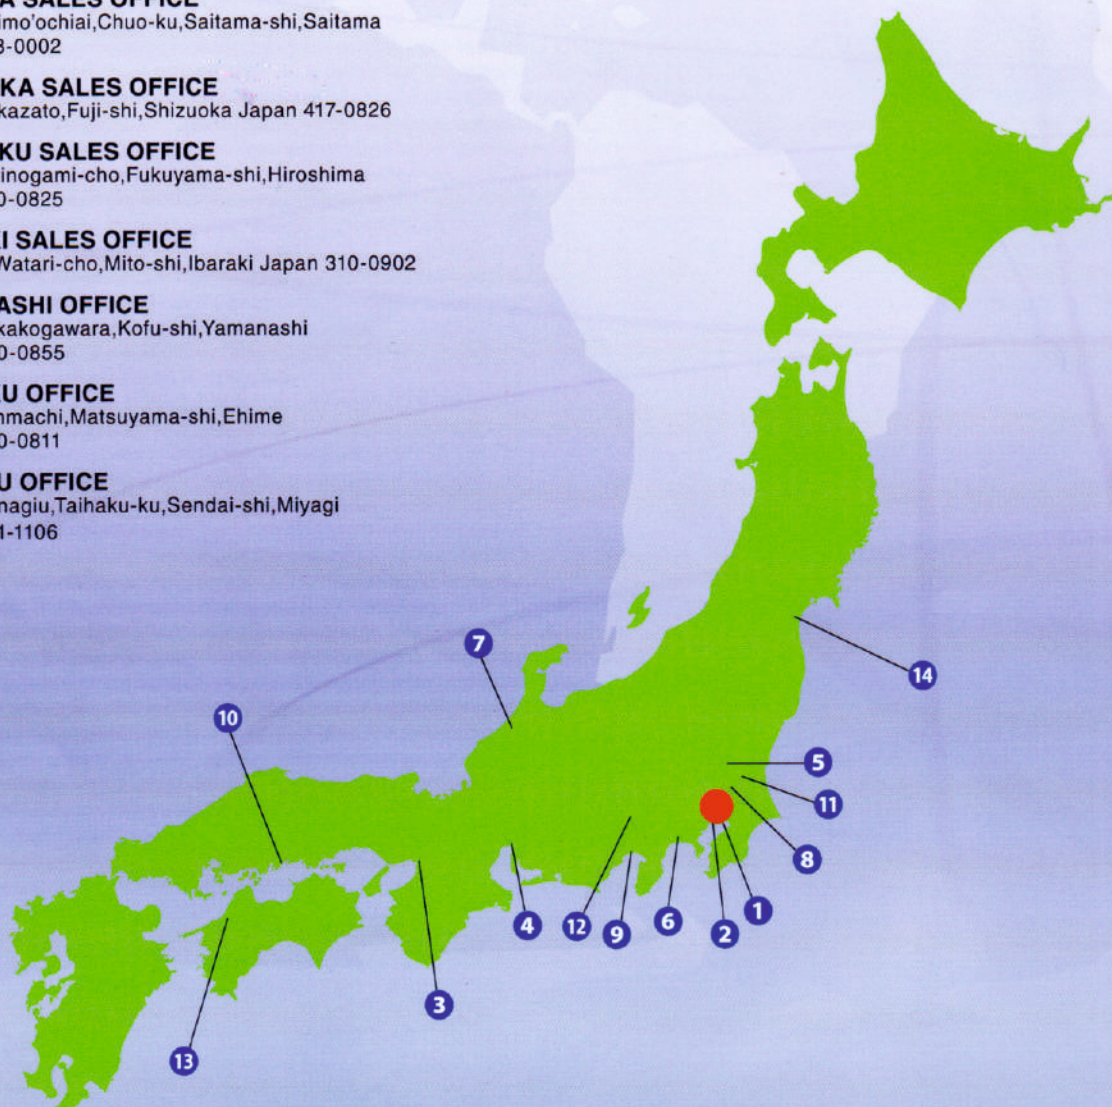 A SALES OFFICE
imo'ochiai,Chuo-ku,Saitama-shi,Saitama
3-0002
KA SALES OFFICE
kazato,Fuji-shi,Shizuoka Japan 417-0826
KU SALES OFFICE
inogami-cho,Fukuyama-shi,Hiroshima
0-0825
KI SALES OFFICE
Watari-cho,Mito-shi,Ibaraki Japan 310-0902
ASHI OFFICE
kakogawara,Kofu-shi,Yamanashi
0-0855
KU OFFICE
nmachi,Matsuyama-shi,Ehime
0-0811
U OFFICE
nagiu,Taihaku-ku,Sendai-shi,Miyagi
1-1106
7
14
10
5
11
8
1
4
12
9
6
2
3
13